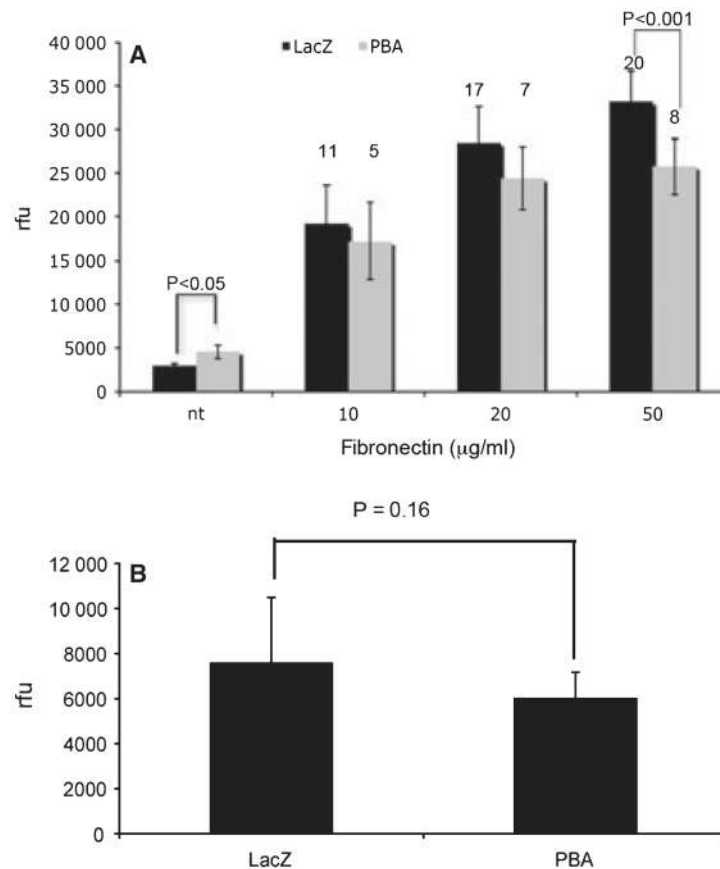 P<0.001
40 000
A
LacZ
PBA
35 000
20
17
7
30 000
8
11
5
25 000
rfu
20 000
15 000
P<0.05
10 000
5000
0
nt
10
20
50
Fibronectin (µg/ml)
P = 0.16
12 000
B
10 000
8000
rfu
6000
4000
2000
0
LacZ
PBA